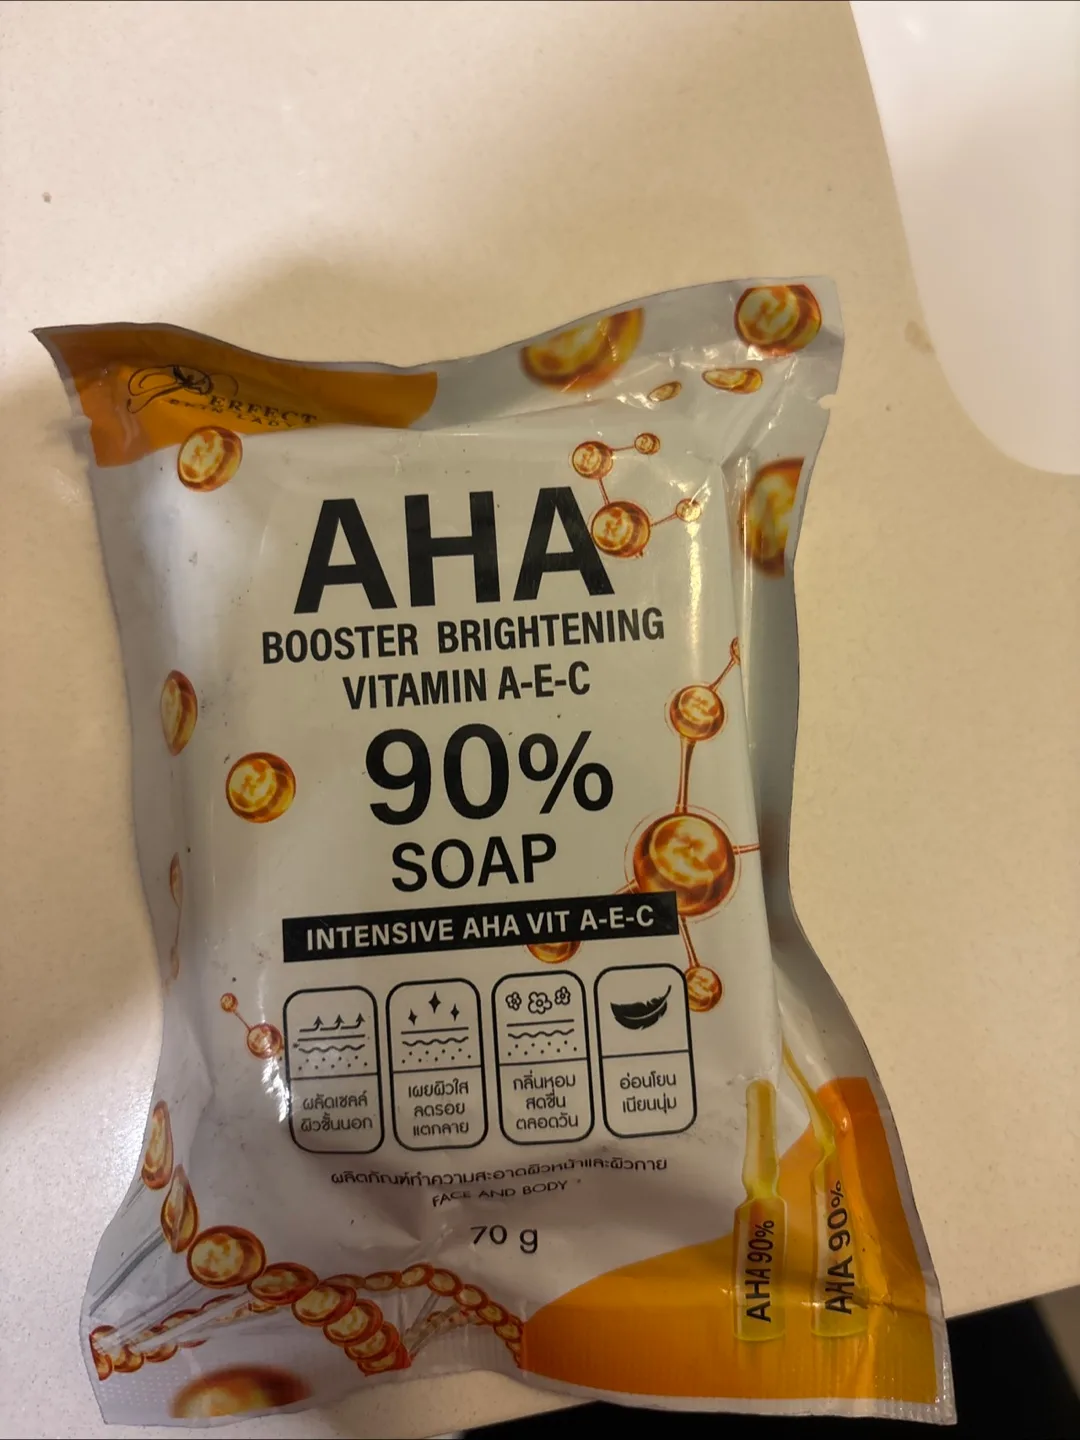 PERFECT
SKIN LADY
AHA
BOOSTER BRIGHTENING
VITAMIN A-E-C
90%
SOAP
INTENSIVE AHA VIT A-E-C
ผลัดเซลล์
ผิวชั้นนอก
เผยผิวใส
ลดรอย
แตกลาย
กลิ่นหอม
สดชื่น
ตลอดวัน
อ่อนโยน
เนียนนุ่ม
ผลิตภัณฑ์ทำความสะอาดผิวหน้าและผิวกาย
FACE AND BODY
70 g
AHA 90%
AHA 90%